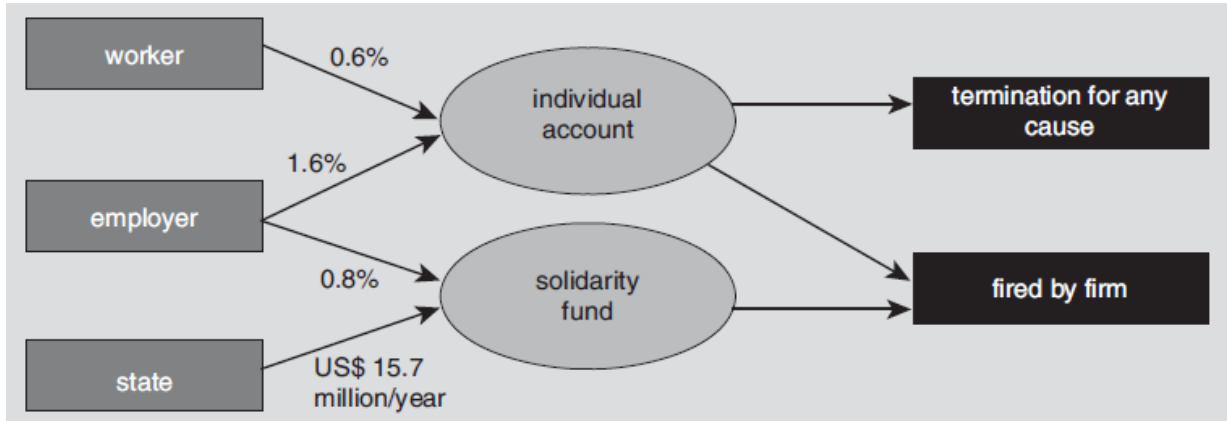 worker
0.6%
individual
account
termination for any
cause
1.6%
employer
0.8%
solidarity
fund
fired by firm
state
US$ 15.7
million/year